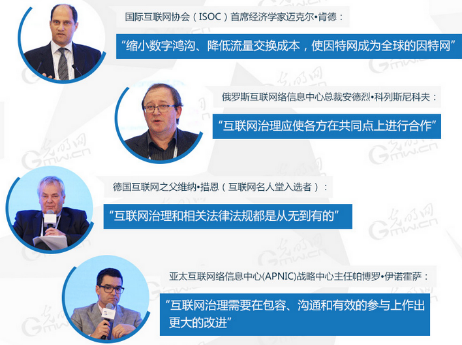 国际互联网协会（ISOC）首席经济学家迈克尔•肯德：
“缩小数字鸿沟、降低流量交换成本，使因特网成为全球的因特网”
俄罗斯互联网络信息中心总裁安德烈•科列斯尼科夫：
“互联网治理应使各方在共同点上进行合作”
德国互联网之父维纳•措恩（互联网名人堂入选者）：
“互联网治理和相关法律法规都是从无到有的”
亚太互联网络信息中心(APNIC)战略中心主任帕博罗•伊诺霍萨：
“互联网治理需要在包容、沟通和有效的参与上作出
更大的改进”
光明网
Gmw.cn